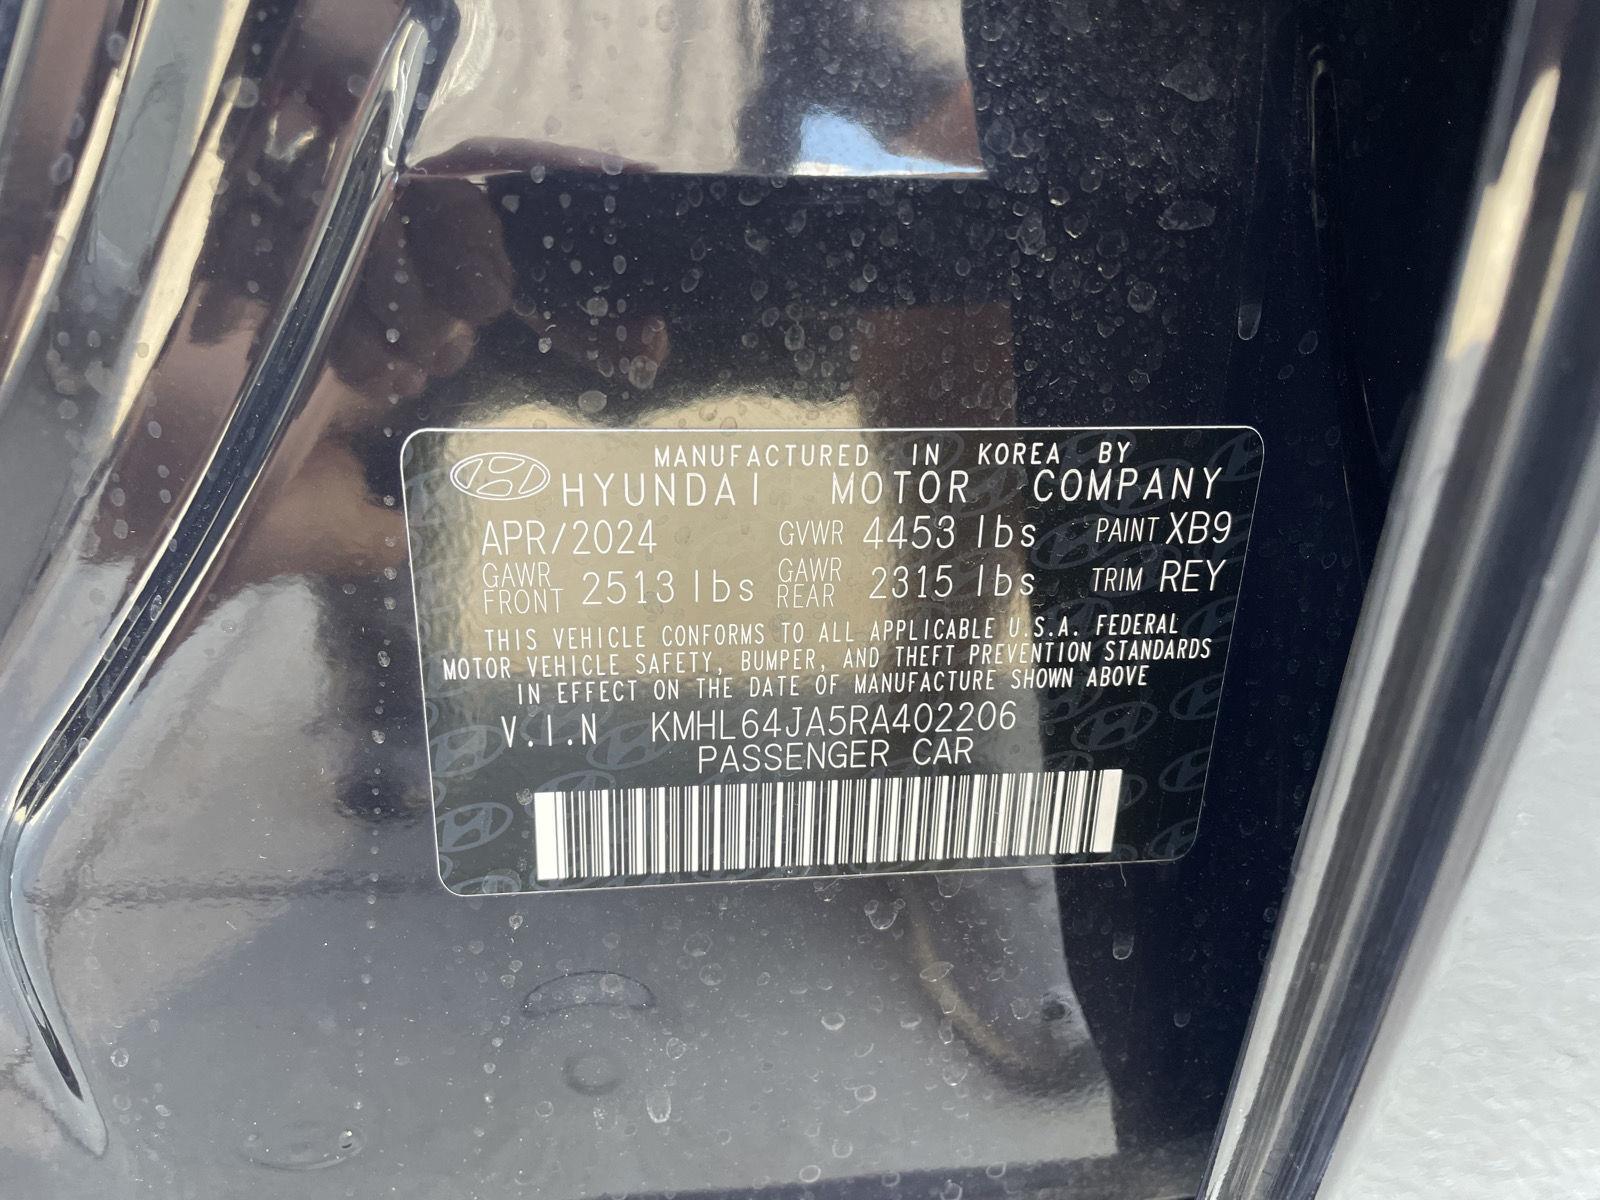 MANUFACTURED IN KOREA BY
HYUNDAI MOTOR COMPANY
APR/2024 GVWR 4453 lbs PAINT XB9
GAWR FRONT 2513 lbs GAWR REAR 2315 lbs TRIM REY
THIS VEHICLE CONFORMS TO ALL APPLICABLE U.S.A. FEDERAL
MOTOR VEHICLE SAFETY, BUMPER, AND THEFT PREVENTION STANDARDS
IN EFFECT ON THE DATE OF MANUFACTURE SHOWN ABOVE
V.I.N KMHL64JA5RA402206
PASSENGER CAR